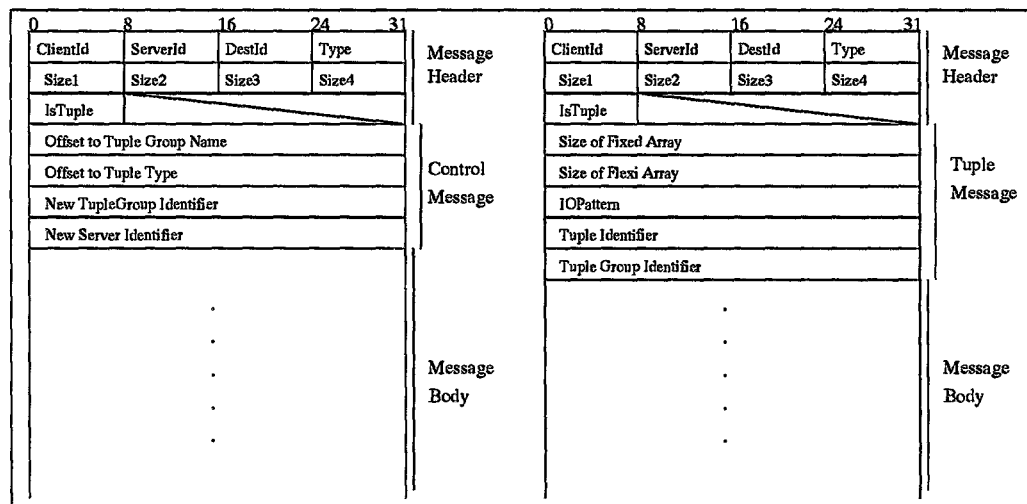 0 8 16 24 31
ClientId ServerId DestId Type
Size1 Size2 Size3 Size4
IsTuple
Message
Header
Offset to Tuple Group Name
Offset to Tuple Type
New TupleGroup Identifier
New Server Identifier
Control
Message
Message
Body
0 8 16 24 31
ClientId ServerId DestId Type
Size1 Size2 Size3 Size4
IsTuple
Message
Header
Size of Fixed Array
Size of Flexi Array
IOPattern
Tuple Identifier
Tuple Group Identifier
Tuple
Message
Message
Body